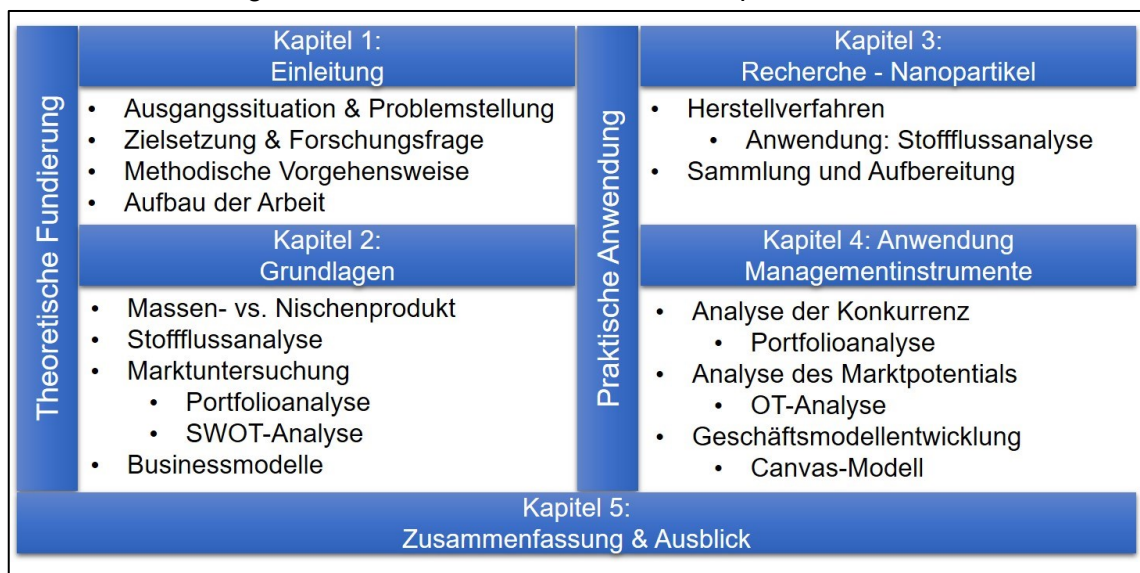 Theoretische Fundierung
Kapitel 1:
Einleitung
• Ausgangssituation & Problemstellung
• Zielsetzung & Forschungsfrage
• Methodische Vorgehensweise
• Aufbau der Arbeit
Kapitel 2:
Grundlagen
• Massen- vs. Nischenprodukt
• Stoffflussanalyse
• Marktuntersuchung
• Portfolioanalyse
• SWOT-Analyse
• Businessmodelle
Praktische Anwendung
Kapitel 3:
Recherche - Nanopartikel
• Herstellverfahren
• Anwendung: Stoffflussanalyse
• Sammlung und Aufbereitung
Kapitel 4: Anwendung
Managementinstrumente
• Analyse der Konkurrenz
• Portfolioanalyse
• Analyse des Marktpotentials
• OT-Analyse
• Geschäftsmodellentwicklung
• Canvas-Modell
Kapitel 5:
Zusammenfassung & Ausblick